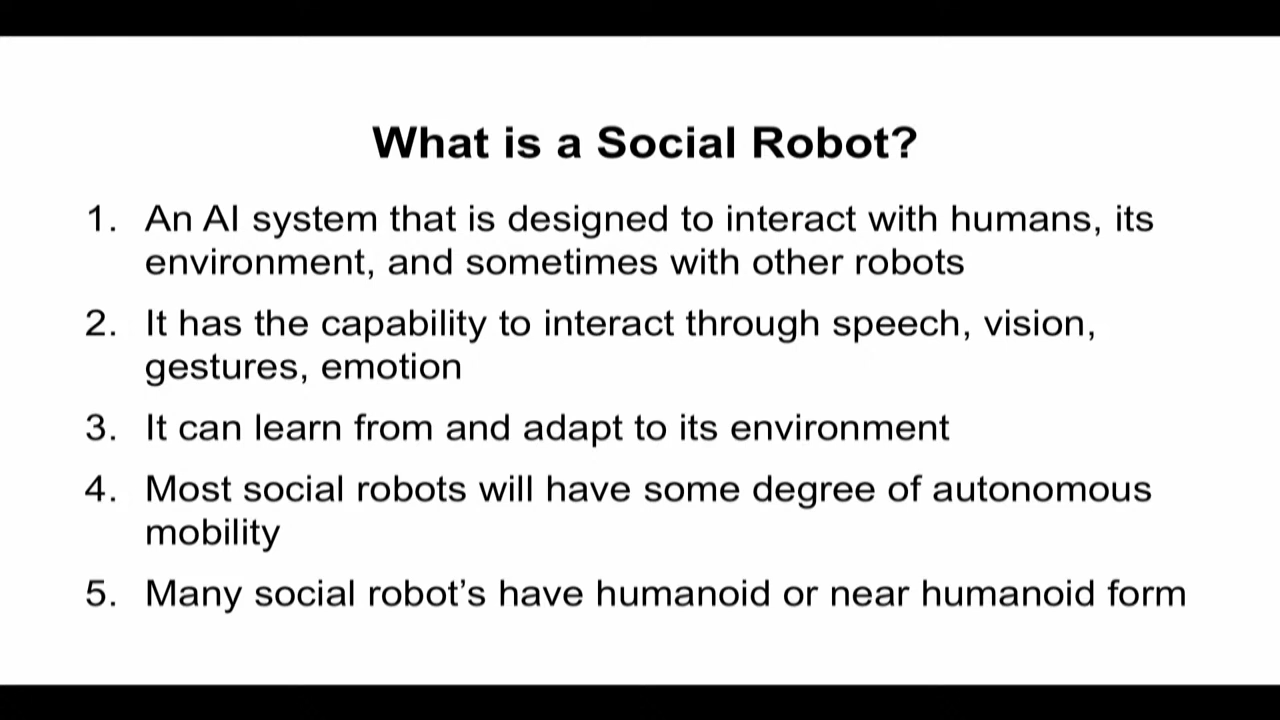 What is a Social Robot?
1. An AI system that is designed to interact with humans, its
environment, and sometimes with other robots
2. It has the capability to interact through speech, vision,
gestures, emotion
3. It can learn from and adapt to its environment
4. Most social robots will have some degree of autonomous
mobility
5. Many social robot’s have humanoid or near humanoid form